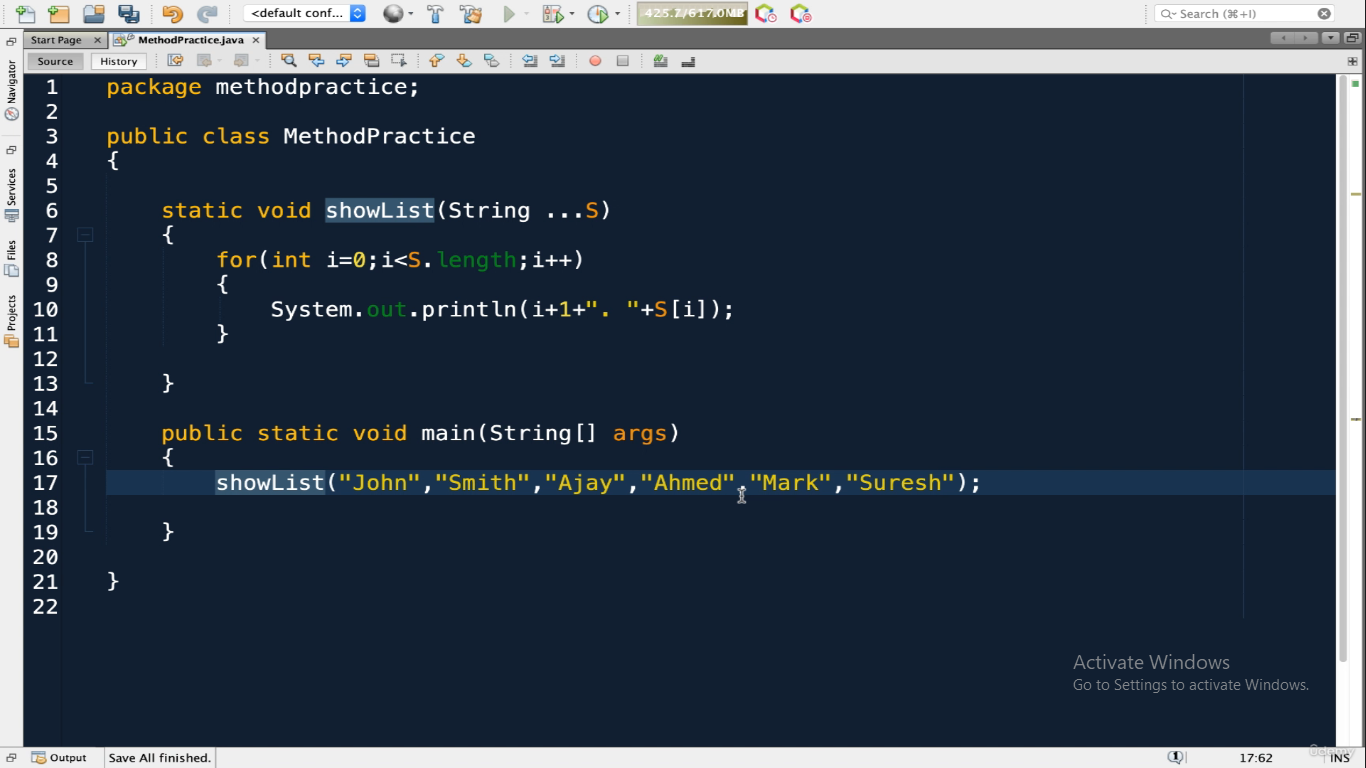 <default conf...
425.7/617.0MB
Search (⌘+I)
Start Page
MethodPractice.java
Source
History
Navigator
Services
Files
Projects
1 package methodpractice;
2
3 public class MethodPractice
4 {
5
6 static void showList(String ...S)
7 {
8 for(int i=0;i<S.length;i++)
9 {
10 System.out.println(i+1+". "+S[i]);
11 }
12
13 }
14
15 public static void main(String[] args)
16 {
17 showList("John","Smith","Ajay","Ahmed","Mark","Suresh");
18
19 }
20
21 }
22
Activate Windows
Go to Settings to activate Windows.
Output
Save All finished.
1
17:62
INS
Udemy